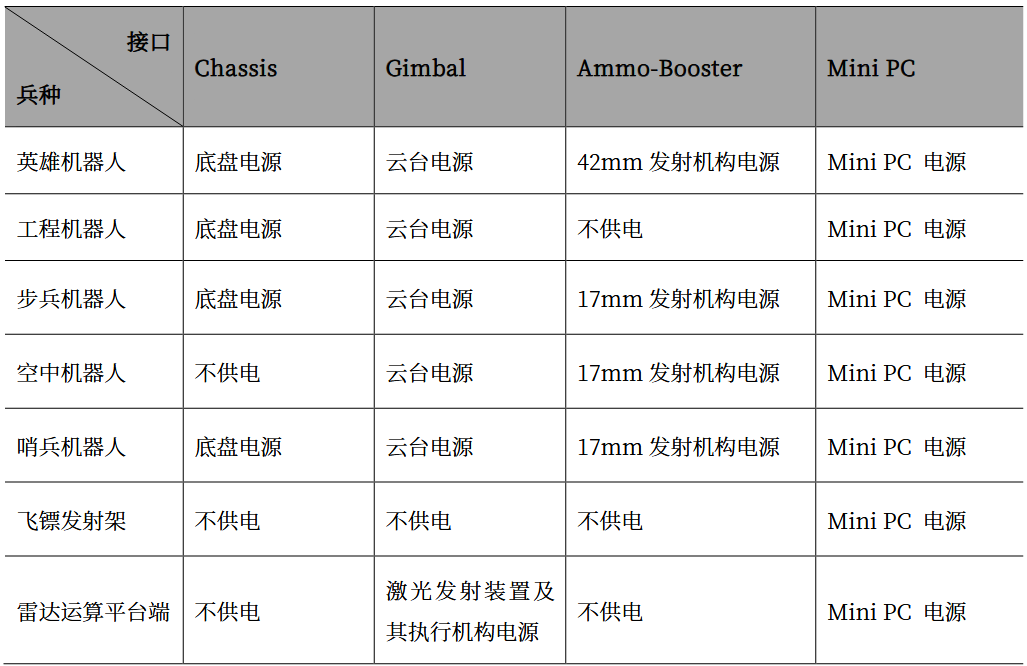 接口
兵种
Chassis
Gimbal
Ammo-Booster
Mini PC
英雄机器人
底盘电源
云台电源
42mm 发射机构电源
Mini PC 电源
工程机器人
底盘电源
云台电源
不供电
Mini PC 电源
步兵机器人
底盘电源
云台电源
17mm 发射机构电源
Mini PC 电源
空中机器人
不供电
云台电源
17mm 发射机构电源
Mini PC 电源
哨兵机器人
底盘电源
云台电源
17mm 发射机构电源
Mini PC 电源
飞镖发射架
不供电
不供电
不供电
Mini PC 电源
雷达运算平台端
不供电
激光发射装置及
其执行机构电源
不供电
Mini PC 电源